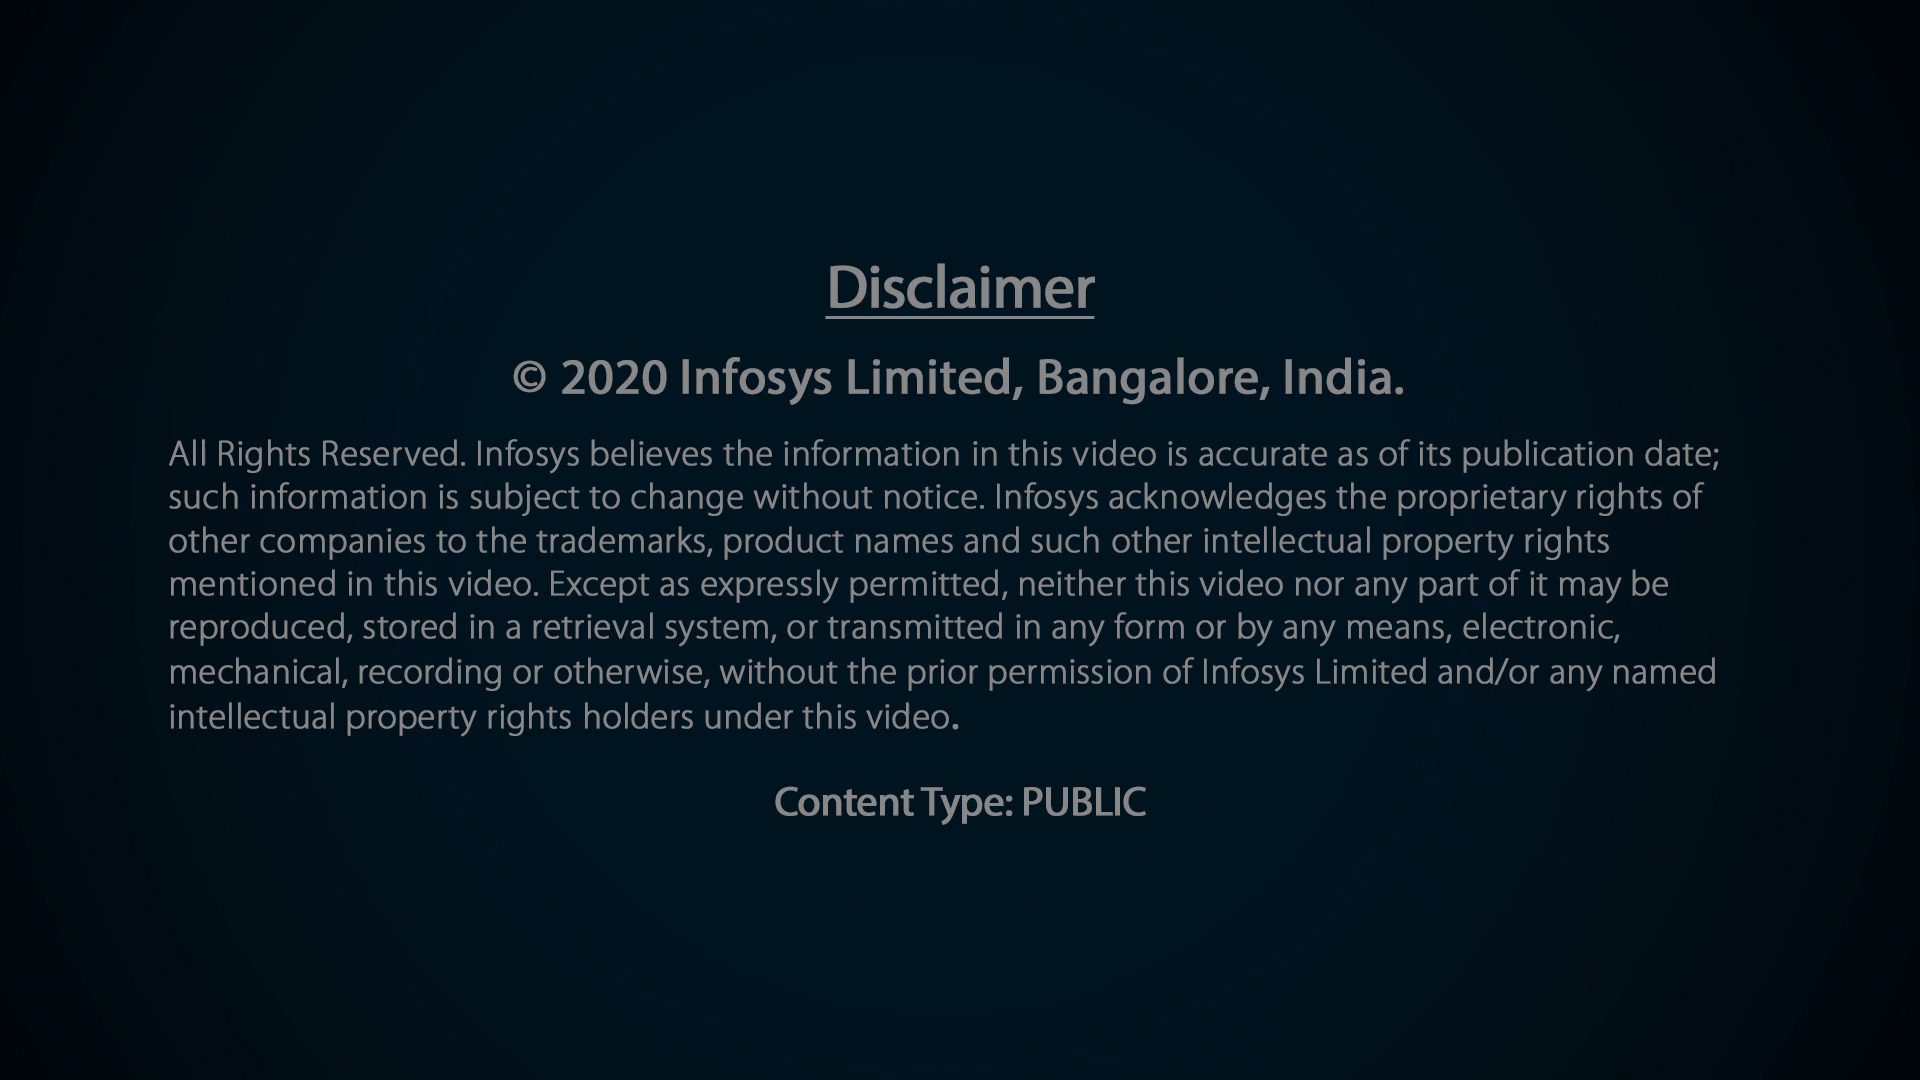 Disclaimer
© 2020 Infosys Limited, Bangalore, India.
All Rights Reserved. Infosys believes the information in this video is accurate as of its publication date;
such information is subject to change without notice. Infosys acknowledges the proprietary rights of
other companies to the trademarks, product names and such other intellectual property rights
mentioned in this video. Except as expressly permitted, neither this video nor any part of it may be
reproduced, stored in a retrieval system, or transmitted in any form or by any means, electronic,
mechanical, recording or otherwise, without the prior permission of Infosys Limited and/or any named
intellectual property rights holders under this video.
Content Type: PUBLIC